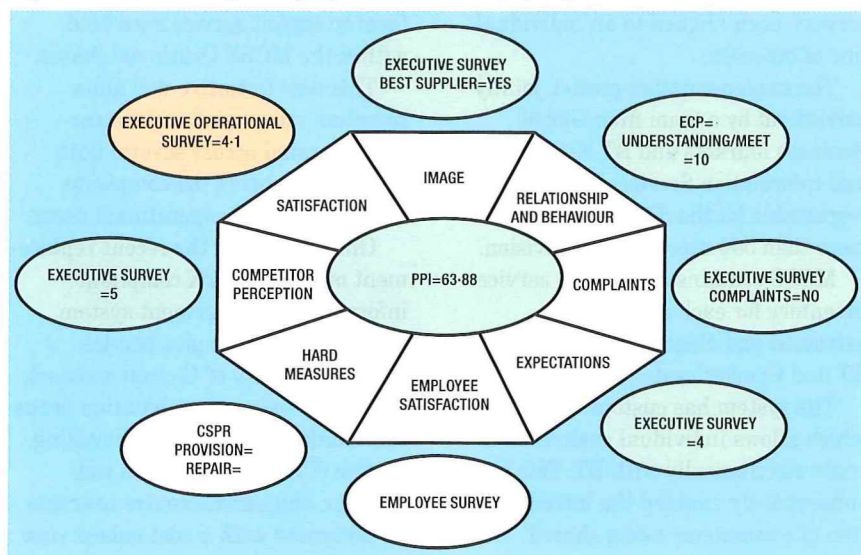 EXECUTIVE SURVEY
BEST SUPPLIER=YES
EXECUTIVE OPERATIONAL
SURVEY=4·1
ECP=
UNDERSTANDING/MEET
=10
IMAGE
SATISFACTION
RELATIONSHIP
AND BEHAVIOUR
EXECUTIVE SURVEY
=5
COMPETITOR
PERCEPTION
PPI=63·88
COMPLAINTS
EXECUTIVE SURVEY
COMPLAINTS=NO
HARD
MEASURES
EMPLOYEE
SATISFACTION
EXPECTATIONS
CSPR
PROVISION=
REPAIR=
EXECUTIVE SURVEY
=4
EMPLOYEE SURVEY